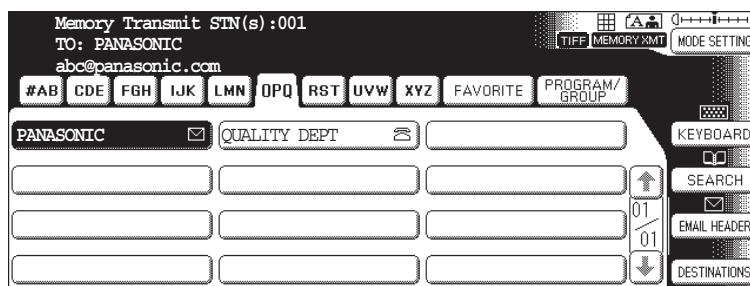 Memory Transmit STN(s):001
TO: PANASONIC
abc@panasonic.com
TIFF MEMORY XMT MODE SETTING
#AB CDE FGH IJK LMN OPQ RST UVW XYZ FAVORITE PROGRAM/
GROUP
PANASONIC QUALITY DEPT
KEYBOARD
SEARCH
01
01
EMAIL HEADER
DESTINATIONS